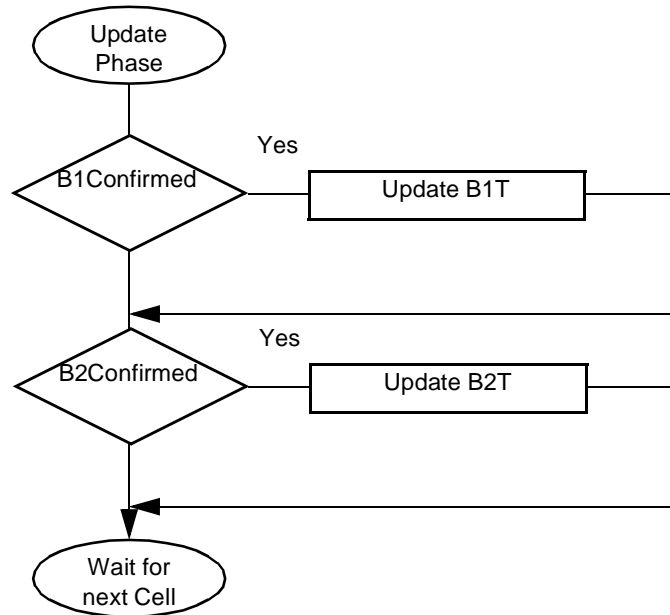 Update
Phase
Yes
B1Confirmed
Update B1T
Yes
B2Confirmed
Update B2T
Wait for
next Cell